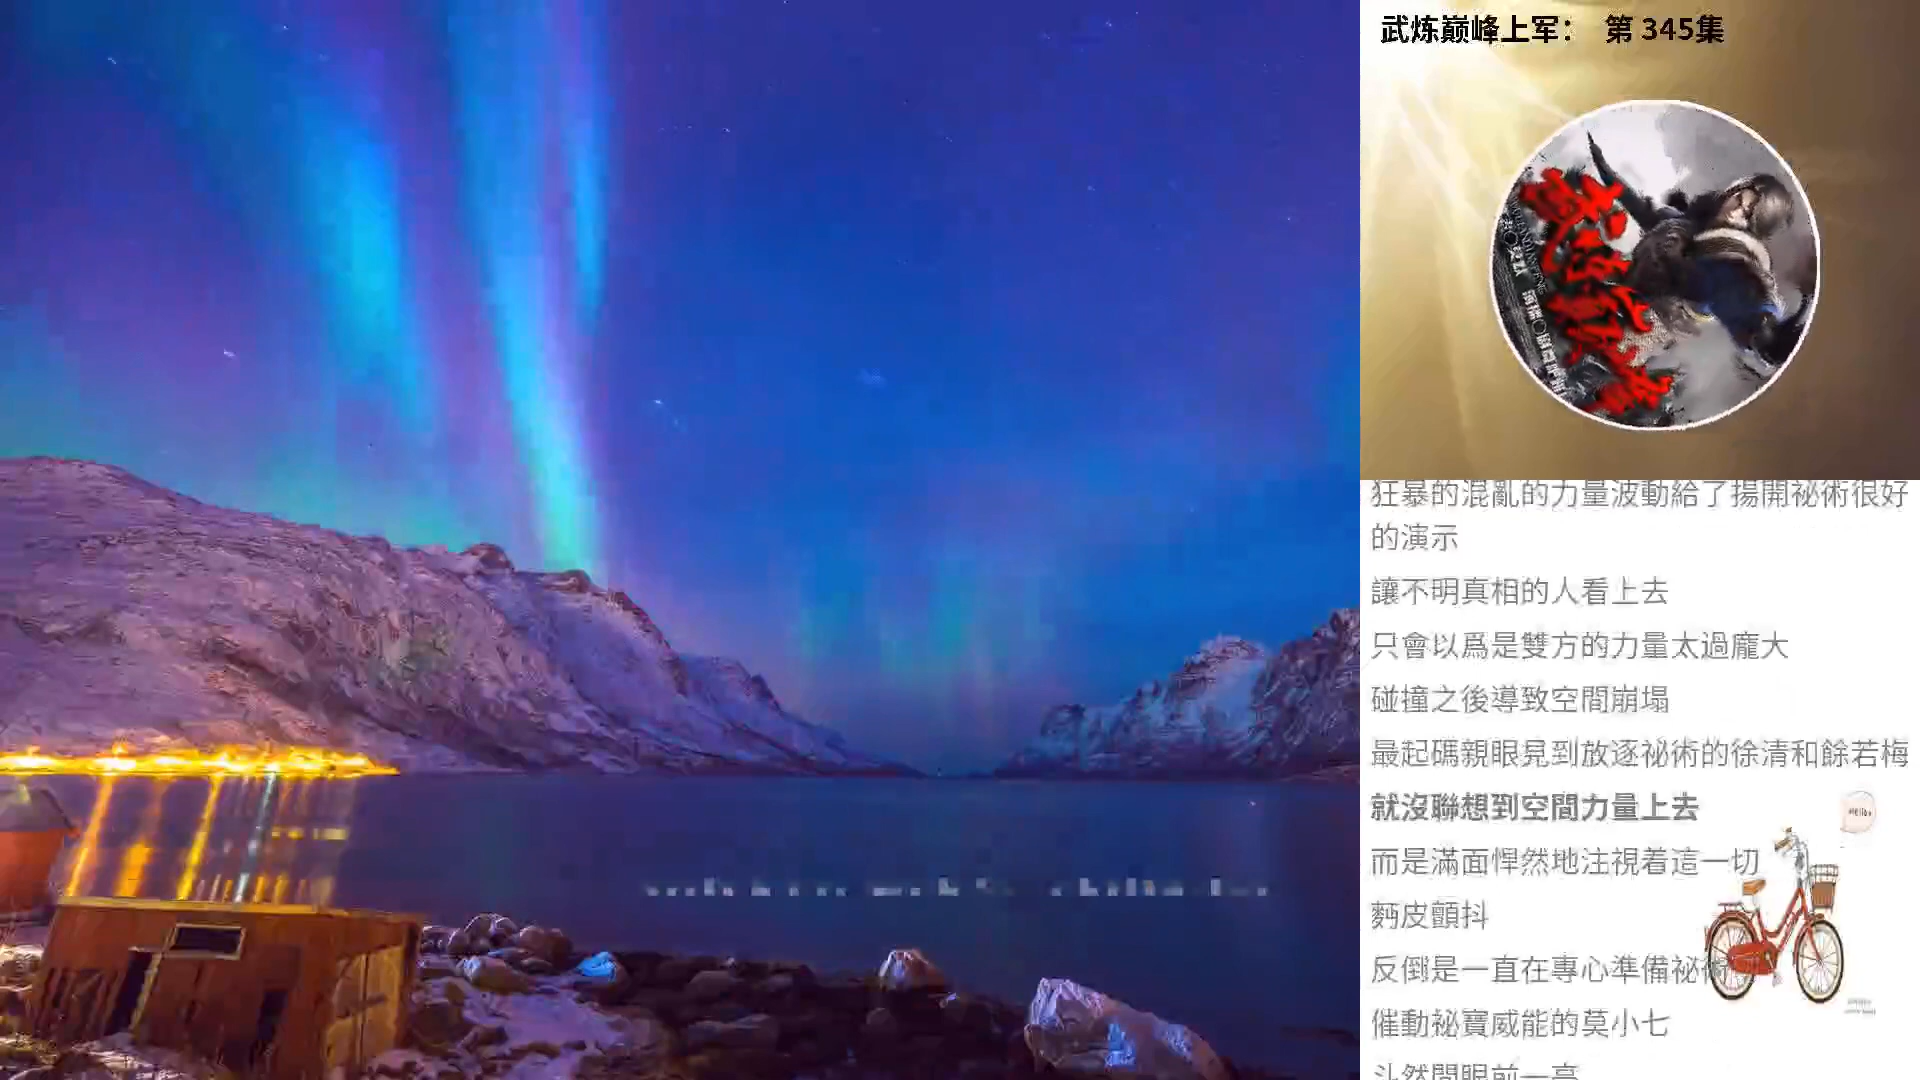 武炼巅峰上军： 第 345集
狂暴的混亂的力量波動給了揚開祕術很好
的演示
讓不明真相的人看上去
只會以爲是雙方的力量太過龐大
碰撞之後導致空間崩塌
最起碼親眼見到放逐祕術的徐清和餘若梅
就沒聯想到空間力量上去
而是滿面悍然地注視着這一切
麪皮顫抖
反倒是一直在專心準備祕術
催動祕寶威能的莫小七